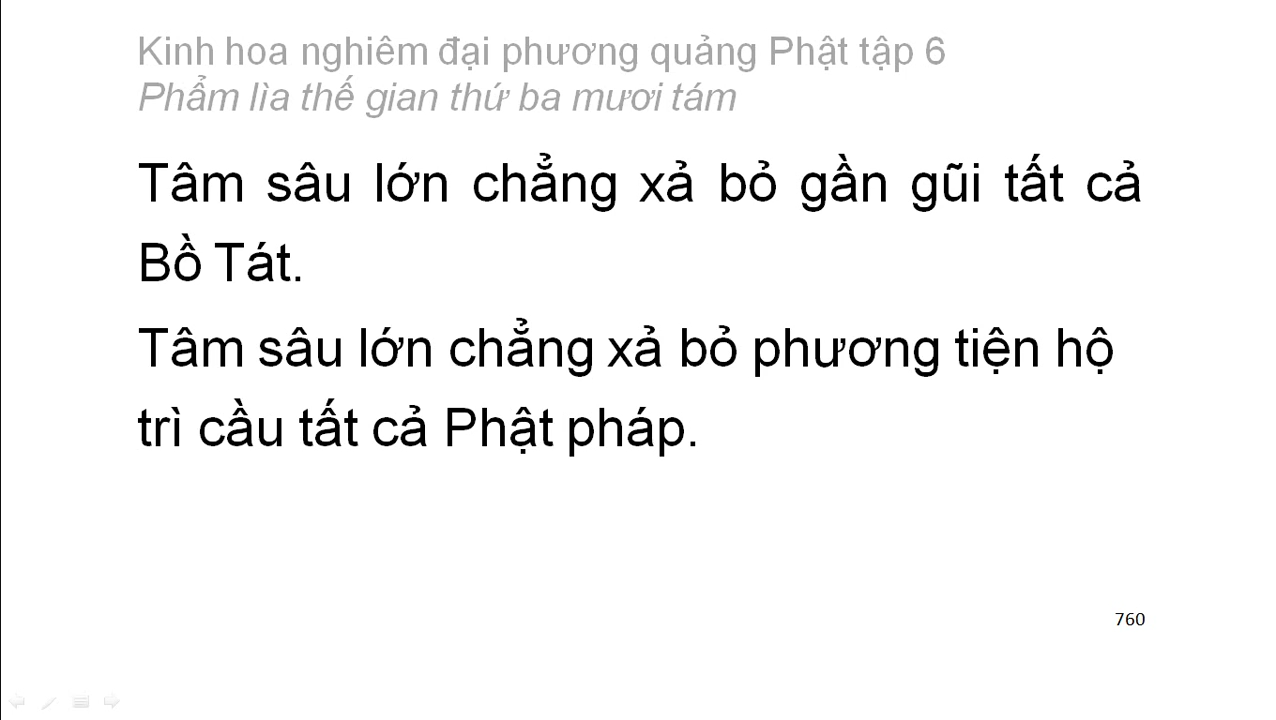 Kinh hoa nghiêm đại phương quảng Phật tập 6
Phẩm lìa thế gian thứ ba mươi tám
Tâm sâu lớn chẳng xả bỏ gần gũi tất cả
Bồ Tát.
Tâm sâu lớn chẳng xả bỏ phương tiện hộ
trì cầu tất cả Phật pháp.
760